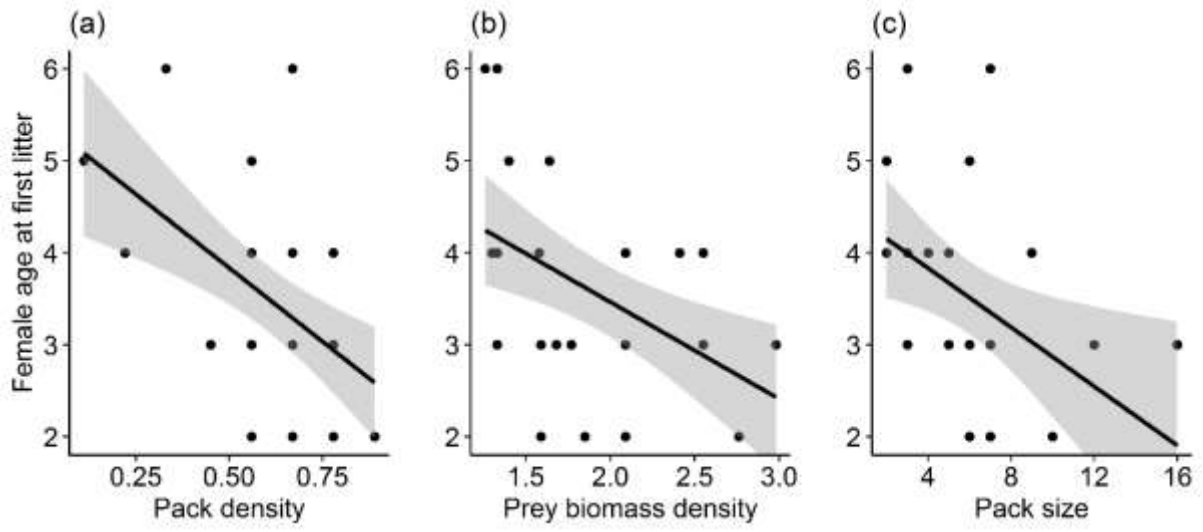 (a) (b) (c)
Female age at first litter
6 6 6
5 5 5
4 4 4
3 3 3
2 2 2
0.25 0.50 0.75 1.5 2.0 2.5 3.0 4 8 12 16
Pack density Prey biomass density Pack size